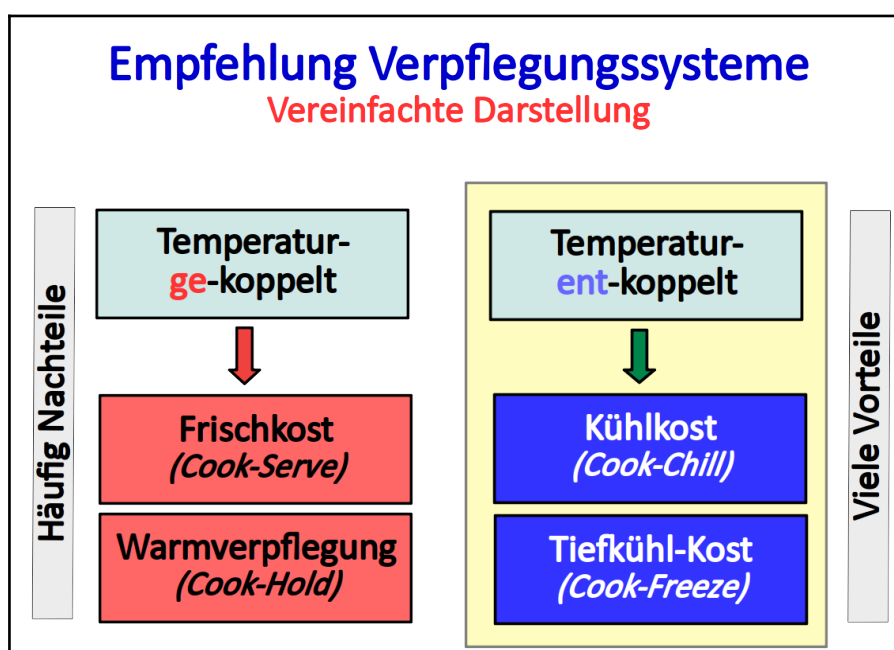 Empfehlung Verpflegungssysteme
Vereinfachte Darstellung
Häufig Nachteile
Temperatur-
ge-koppelt
Frischkost
(Cook-Serve)
Warmverpflegung
(Cook-Hold)
Temperatur-
ent-koppelt
Kühlkost
(Cook-Chill)
Tiefkühl-Kost
(Cook-Freeze)
Viele Vorteile